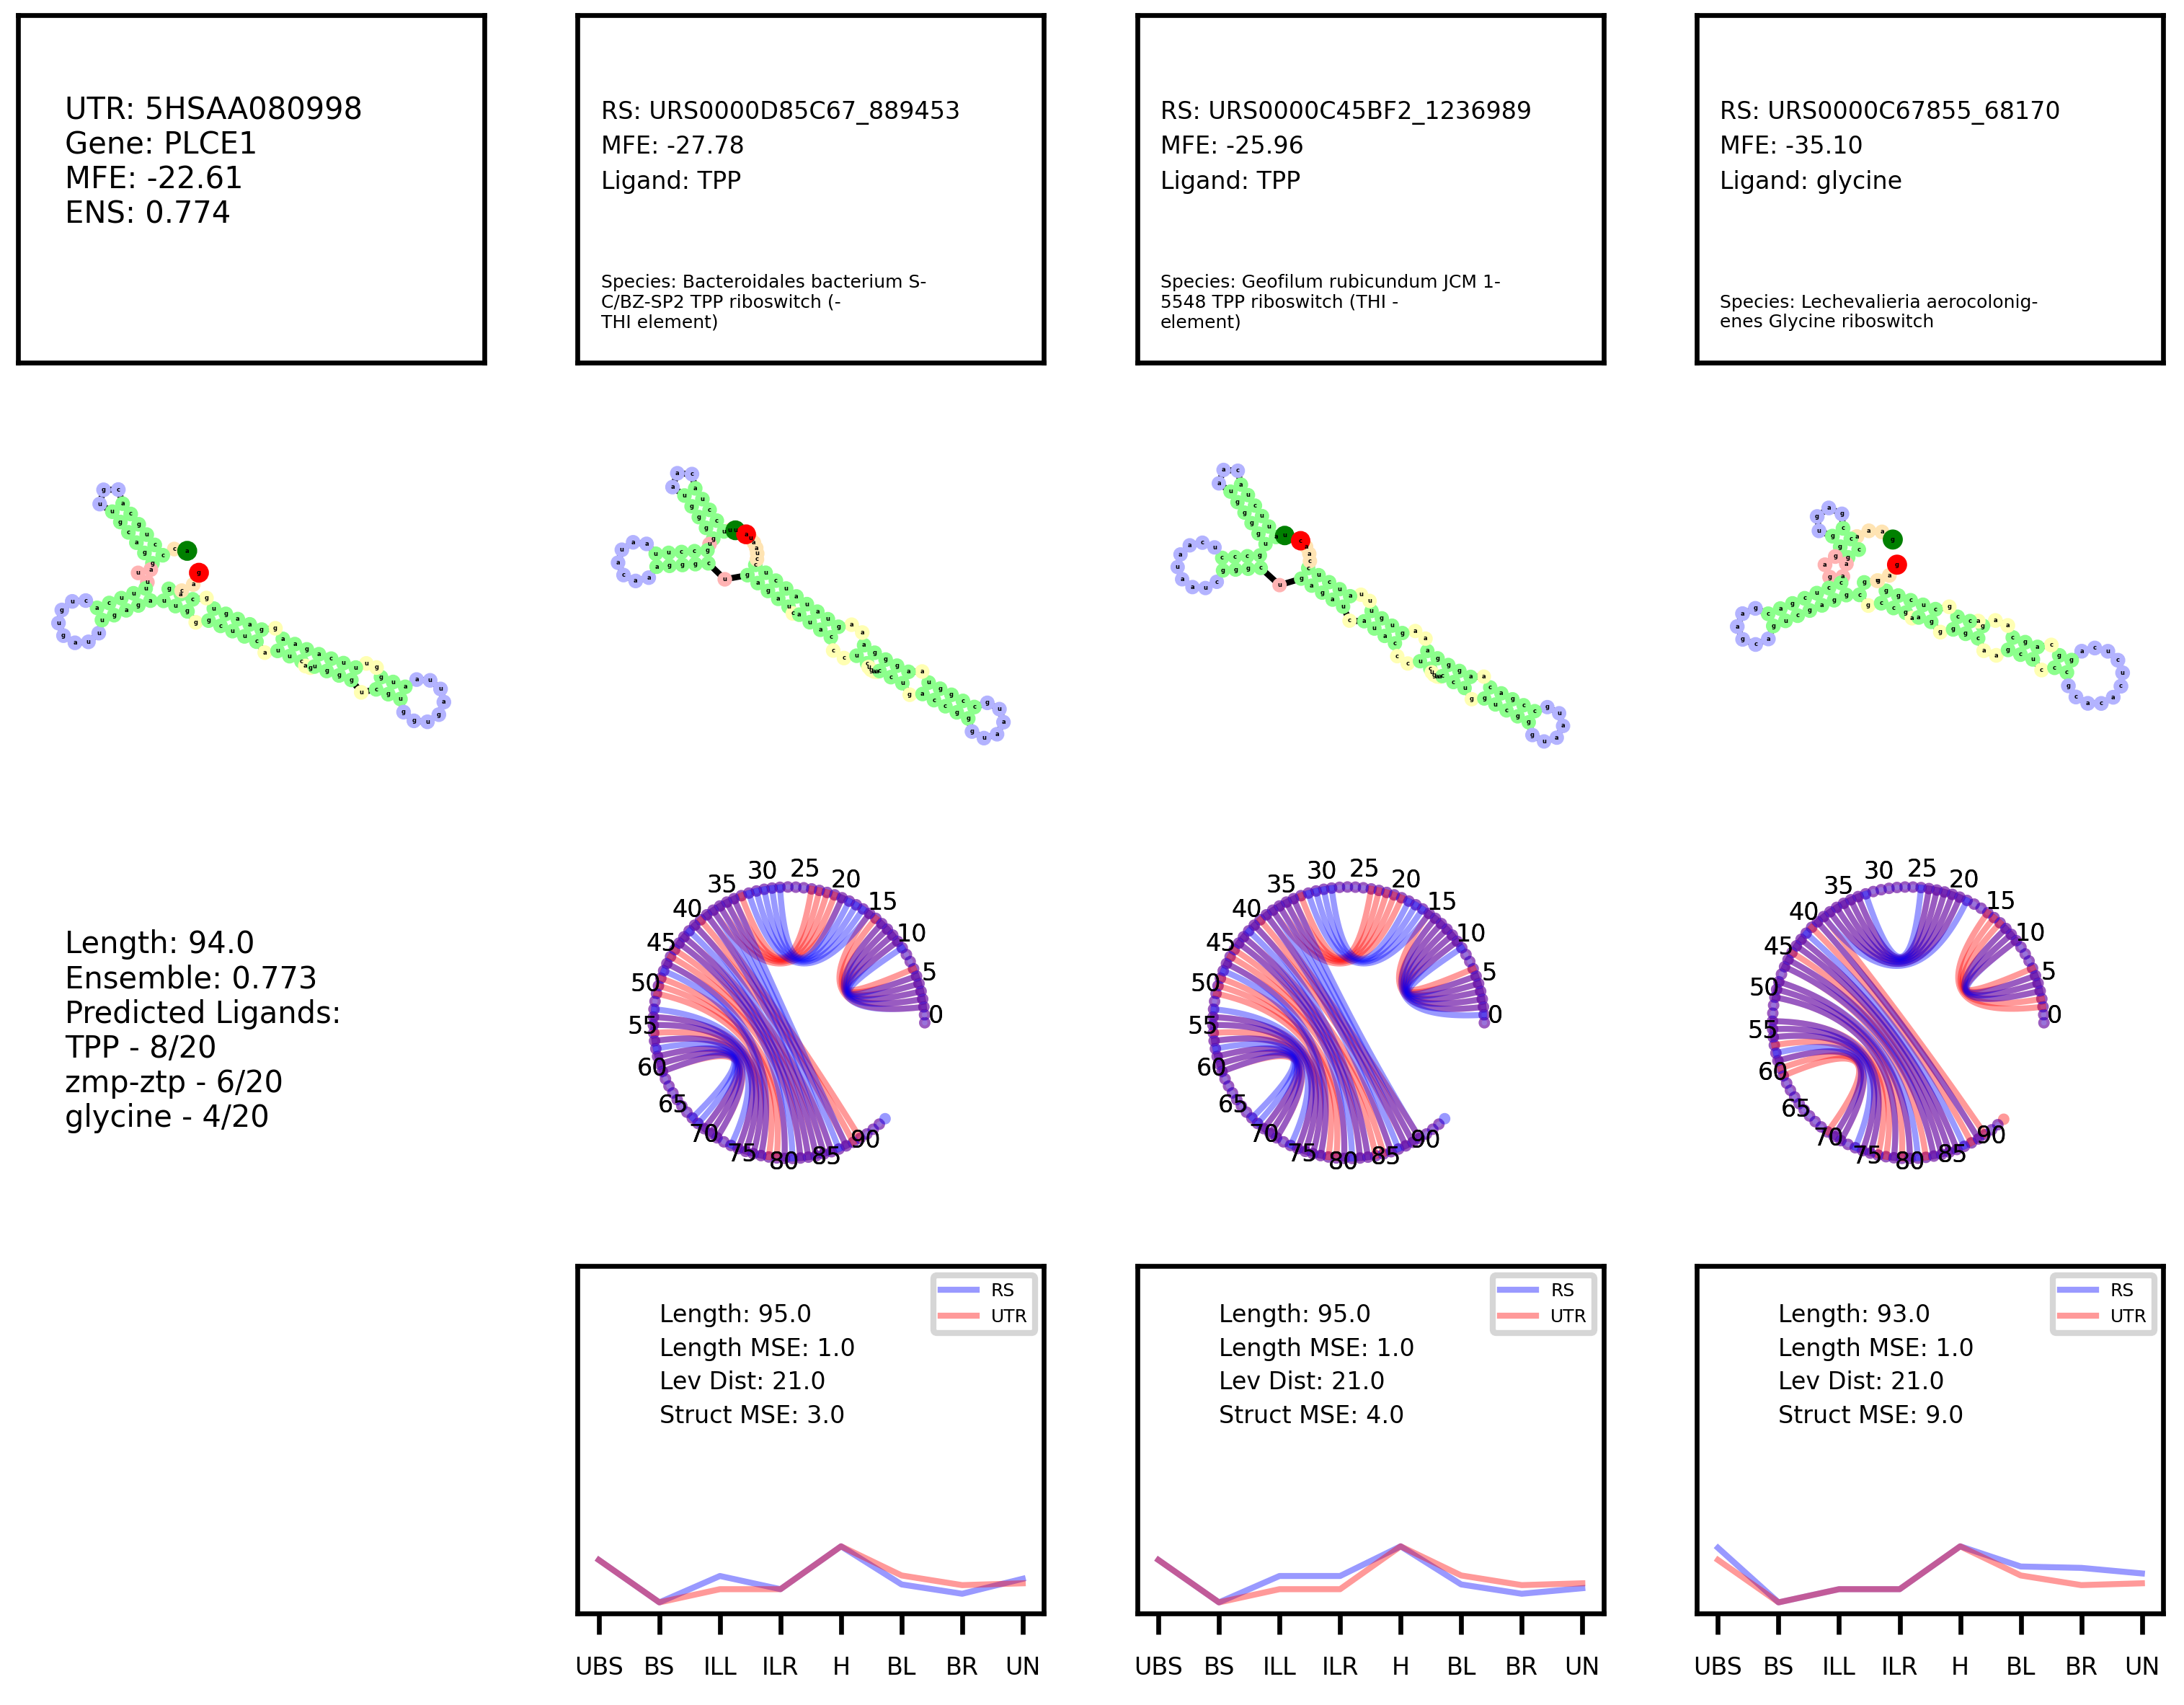 UTR: 5HSAA080998
Gene: PLCE1
MFE: -22.61
ENS: 0.774
RS: URS0000D85C67_889453
MFE: -27.78
Ligand: TPP
Species: Bacteroidales bacterium S-
C/BZ-SP2 TPP riboswitch (-
THI element)
RS: URS0000C45BF2_1236989
MFE: -25.96
Ligand: TPP
Species: Geofilum rubicundum JCM 1-
5548 TPP riboswitch (THI -
element)
RS: URS0000C67855_68170
MFE: -35.10
Ligand: glycine
Species: Lechevalieria aerocolonig-
enes Glycine riboswitch
Length: 94.0
Ensemble: 0.773
Predicted Ligands:
TPP - 8/20
zmp-ztp - 6/20
glycine - 4/20
0 5 10 15 20 25 30 35 40 45 50 55 60 65 70 75 80 85 90
0 5 10 15 20 25 30 35 40 45 50 55 60 65 70 75 80 85 90
0 5 10 15 20 25 30 35 40 45 50 55 60 65 70 75 80 85 90
RS
UTR
Length: 95.0
Length MSE: 1.0
Lev Dist: 21.0
Struct MSE: 3.0
UBS BS ILL ILR H BL BR UN
RS
UTR
Length: 95.0
Length MSE: 1.0
Lev Dist: 21.0
Struct MSE: 4.0
UBS BS ILL ILR H BL BR UN
RS
UTR
Length: 93.0
Length MSE: 1.0
Lev Dist: 21.0
Struct MSE: 9.0
UBS BS ILL ILR H BL BR UN